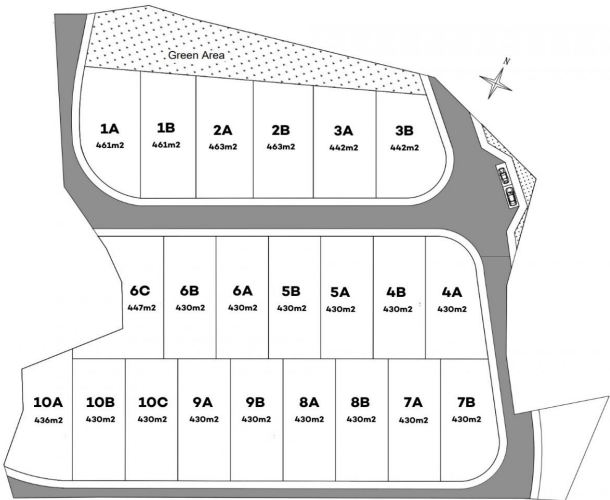 Green Area
N
1A
461m2
1B
461m2
2A
463m2
2B
463m2
3A
442m2
3B
442m2
6C
447m2
6B
430m2
6A
430m2
5B
430m2
5A
430m2
4B
430m2
4A
430m2
10A
436m2
10B
430m2
10C
430m2
9A
430m2
9B
430m2
8A
430m2
8B
430m2
7A
430m2
7B
430m2